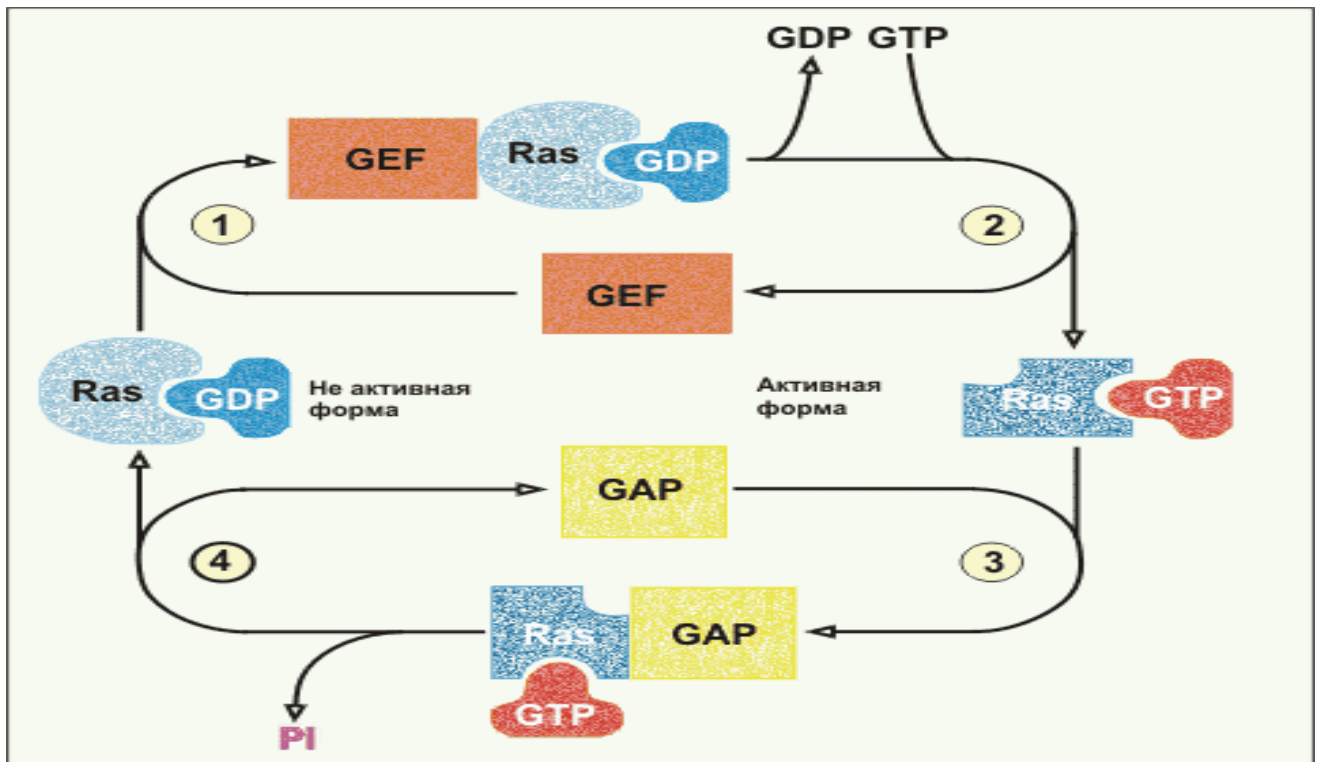 GDP GTP
GEF Ras GDP
1
2
GEF
Ras GDP
Не активная
форма
Активная
форма
Ras GTP
GAP
4
3
Ras GAP
GTP
PI